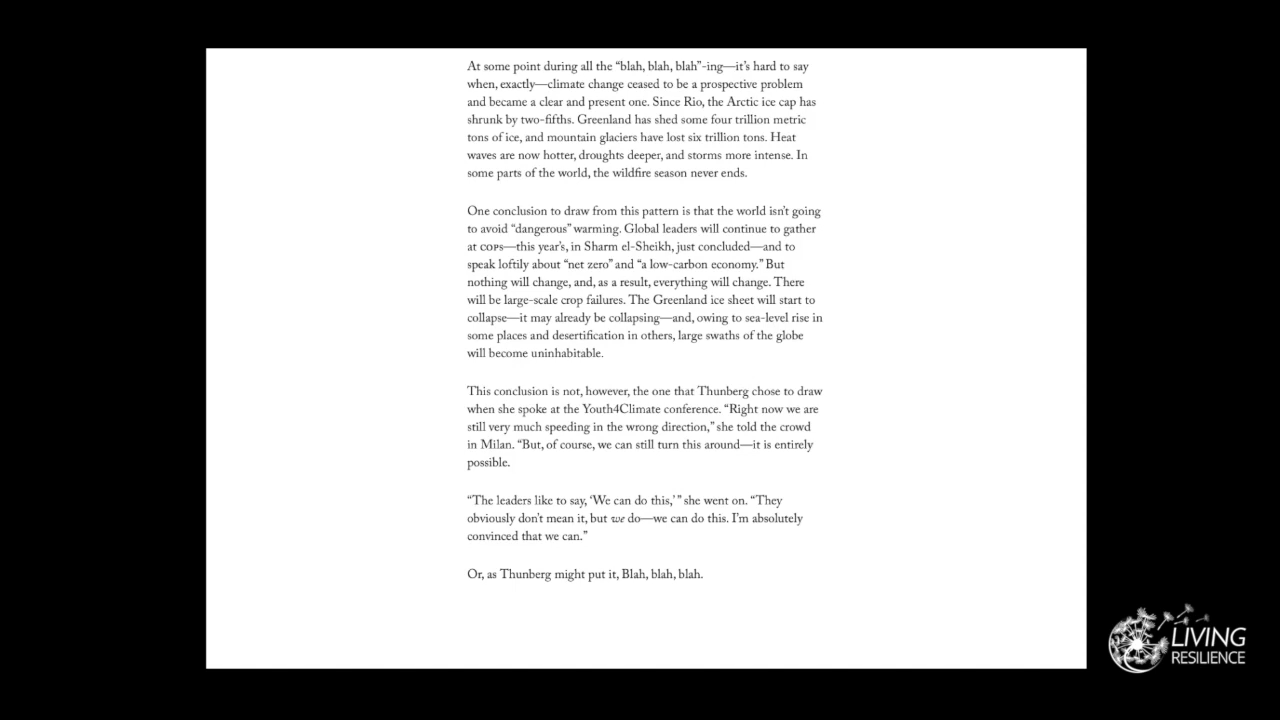 At some point during all the “blah, blah, blah”-ing—it’s hard to say
when, exactly—climate change ceased to be a prospective problem
and became a clear and present one. Since Rio, the Arctic ice cap has
shrunk by two-fifths. Greenland has shed some four trillion metric
tons of ice, and mountain glaciers have lost six trillion tons. Heat
waves are now hotter, droughts deeper, and storms more intense. In
some parts of the world, the wildfire season never ends.
One conclusion to draw from this pattern is that the world isn’t going
to avoid “dangerous” warming. Global leaders will continue to gather
at COPs—this year’s, in Sharm el-Sheikh, just concluded—and to
speak loftily about “net zero” and “a low-carbon economy.” But
nothing will change, and, as a result, everything will change. There
will be large-scale crop failures. The Greenland ice sheet will start to
collapse—it may already be collapsing—and, owing to sea-level rise in
some places and desertification in others, large swaths of the globe
will become uninhabitable.
This conclusion is not, however, the one that Thunberg chose to draw
when she spoke at the Youth4Climate conference. “Right now we are
still very much speeding in the wrong direction,” she told the crowd
in Milan. “But, of course, we can still turn this around—it is entirely
possible.
“The leaders like to say, ‘We can do this,’ ” she went on. “They
obviously don’t mean it, but we do—we can do this. I’m absolutely
convinced that we can.”
Or, as Thunberg might put it, Blah, blah, blah.
LIVING
RESILIENCE